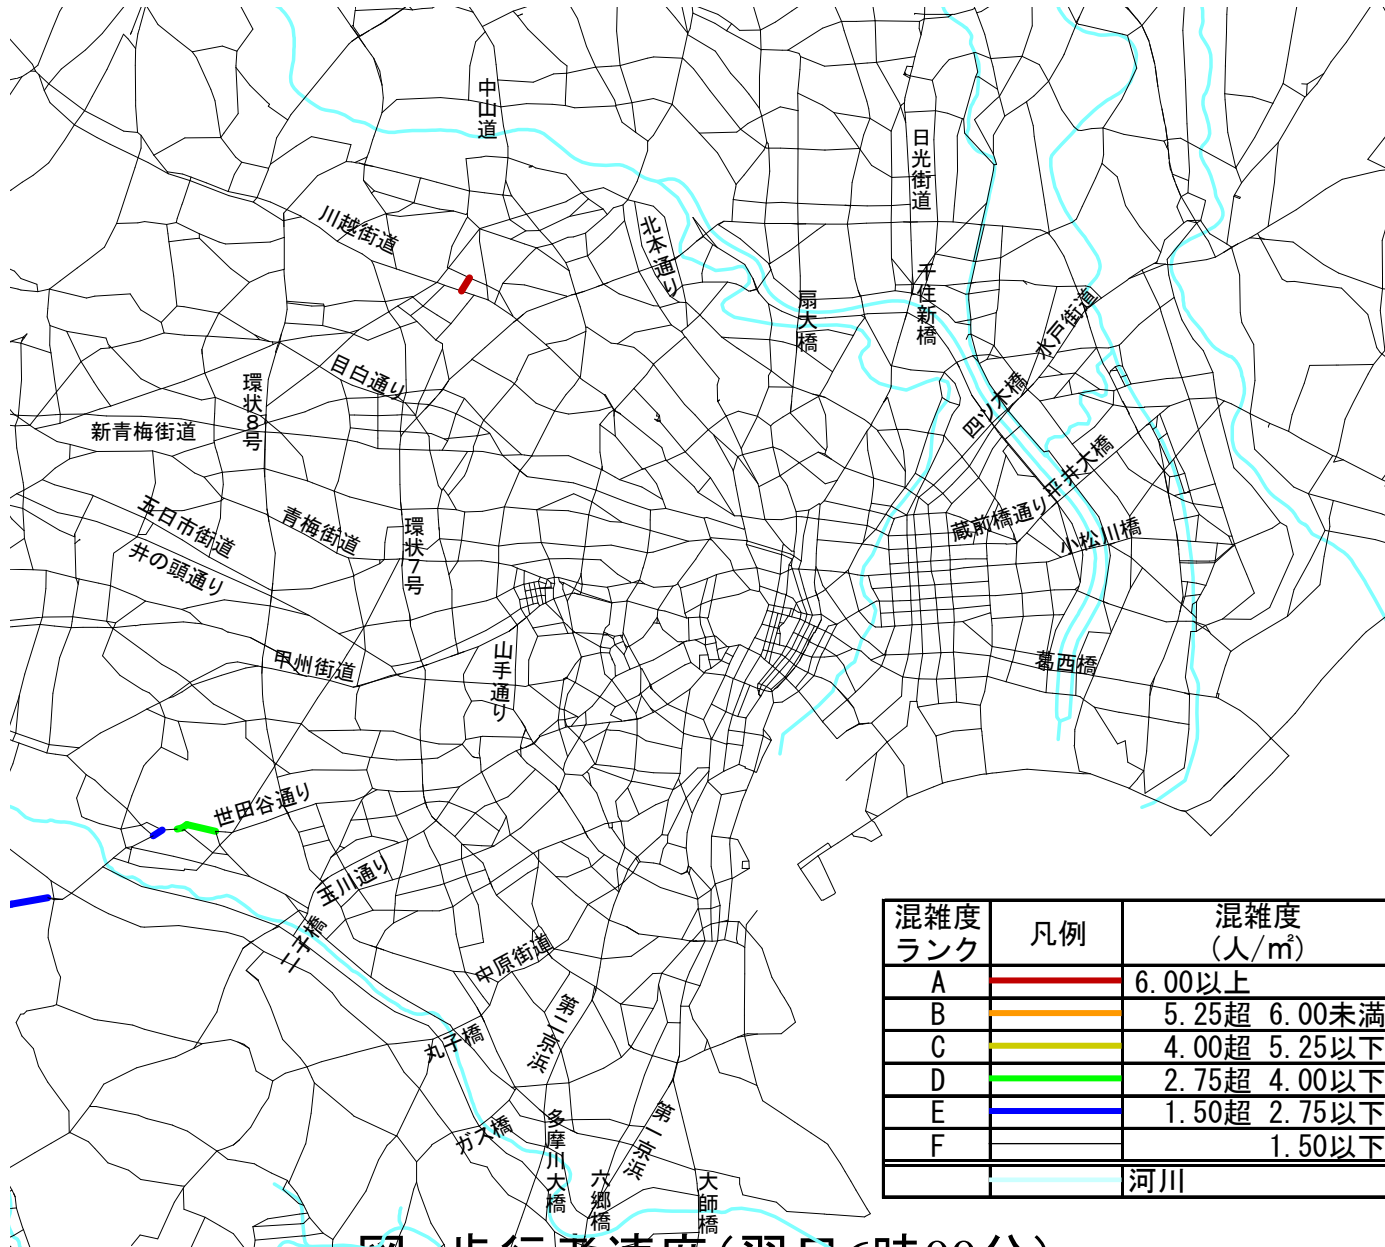 中山道
日光街道
川越街道
北本通り
千住新橋
扇大橋
水戸街道
目白通り
環状8号
四ツ木橋
新青梅街道
平井大橋
五日市街道
青梅街道
環状7号
蔵前橋通り
小松川橋
井の頭通り
甲州街道
山手通り
葛西橋
世田谷通り
玉川通り
二子橋
中原街道
第二京浜
丸子橋
ガス橋
多摩川大橋
第一京浜
六郷橋
大師橋
混雑度ランク 凡例 混雑度(人/㎡)
A 6.00以上
B 5.25超 6.00未満
C 4.00超 5.25以下
D 2.75超 4.00以下
E 1.50超 2.75以下
F 1.50以下
河川